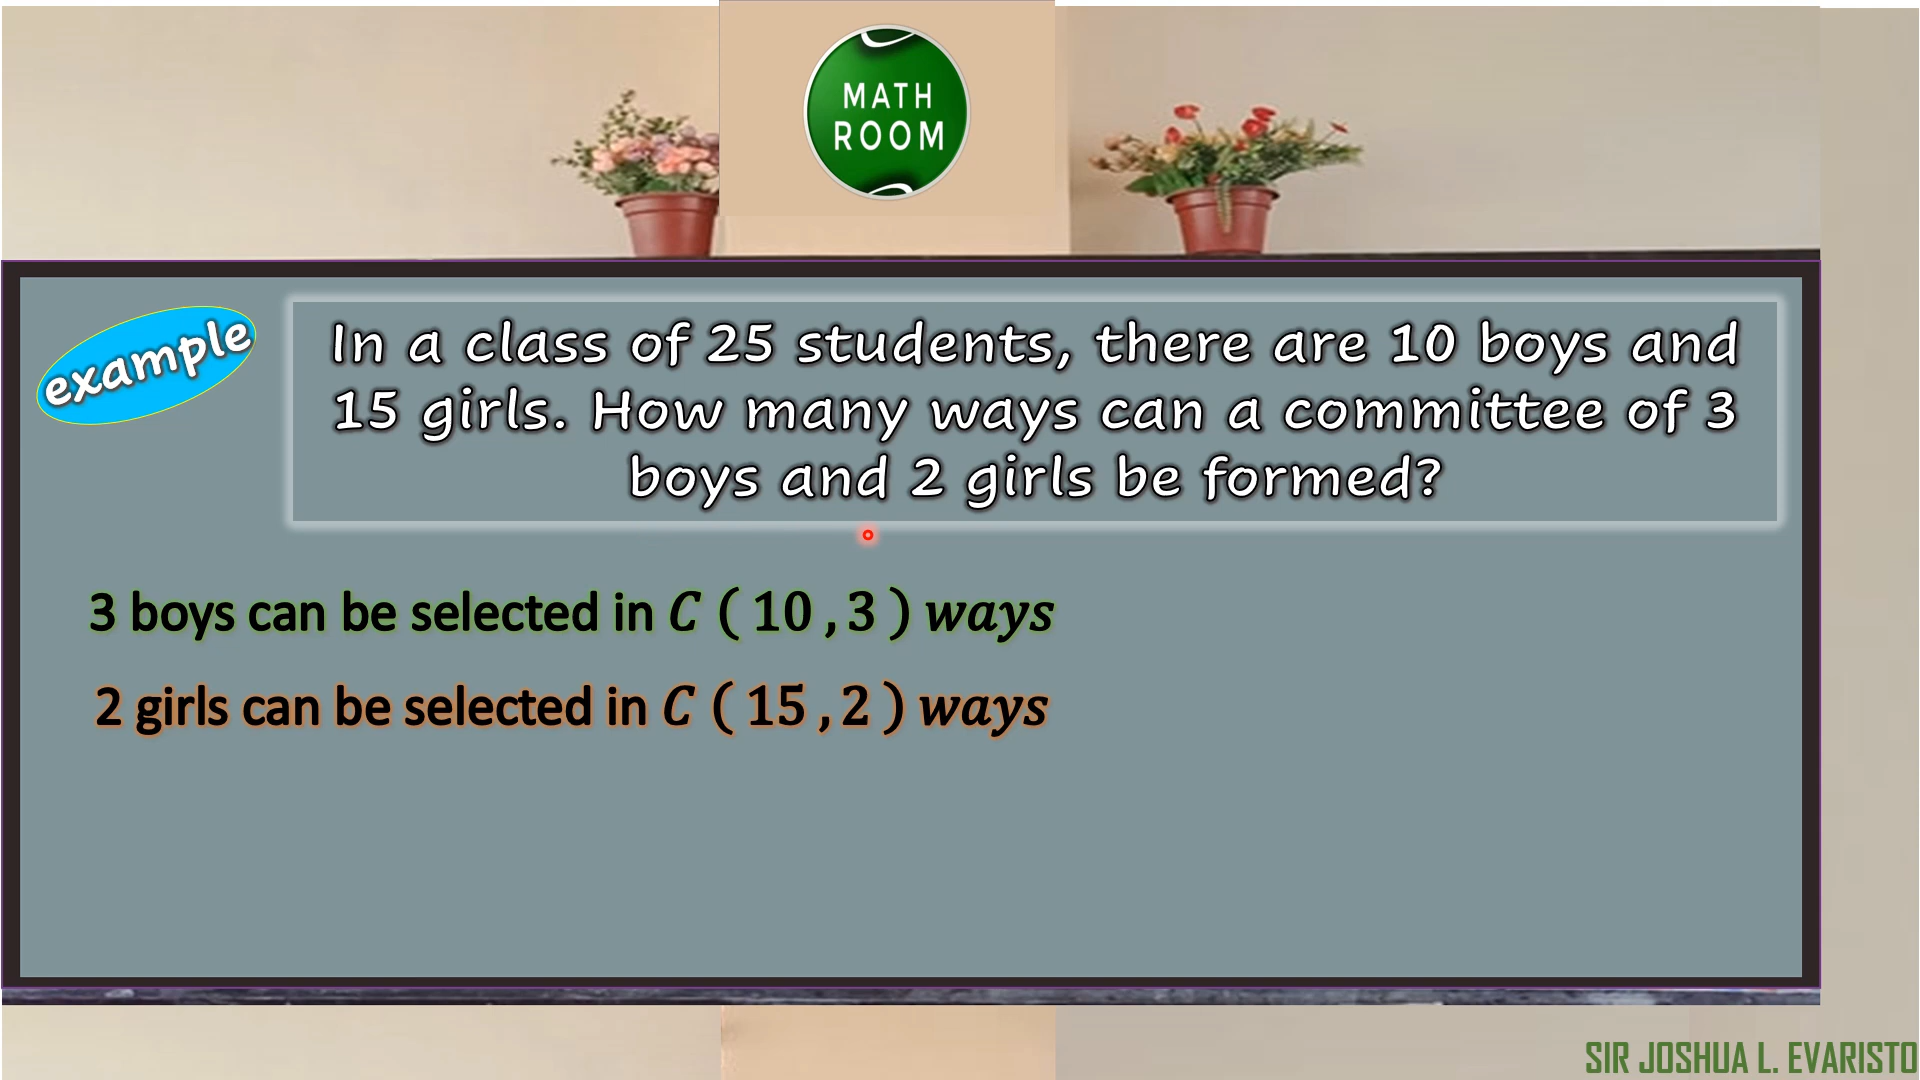 MATH
ROOM
example
In a class of 25 students, there are 10 boys and
15 girls. How many ways can a committee of 3
boys and 2 girls be formed?
3 boys can be selected in C ( 10 , 3 ) ways
2 girls can be selected in C ( 15 , 2 ) ways
SIR JOSHUA L. EVARISTO